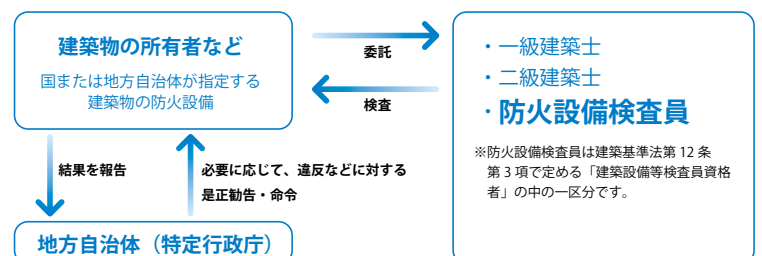 建築物の所有者など
国または地方自治体が指定する
建築物の防火設備
委託
検査
・一級建築士
・二級建築士
・防火設備検査員
※防火設備検査員は建築基準法第 12 条
第 3 項で定める「建築設備等検査員資格
者」の中の一区分です。
結果を報告
必要に応じて、違反などに対する
是正勧告・命令
地方自治体（特定行政庁）